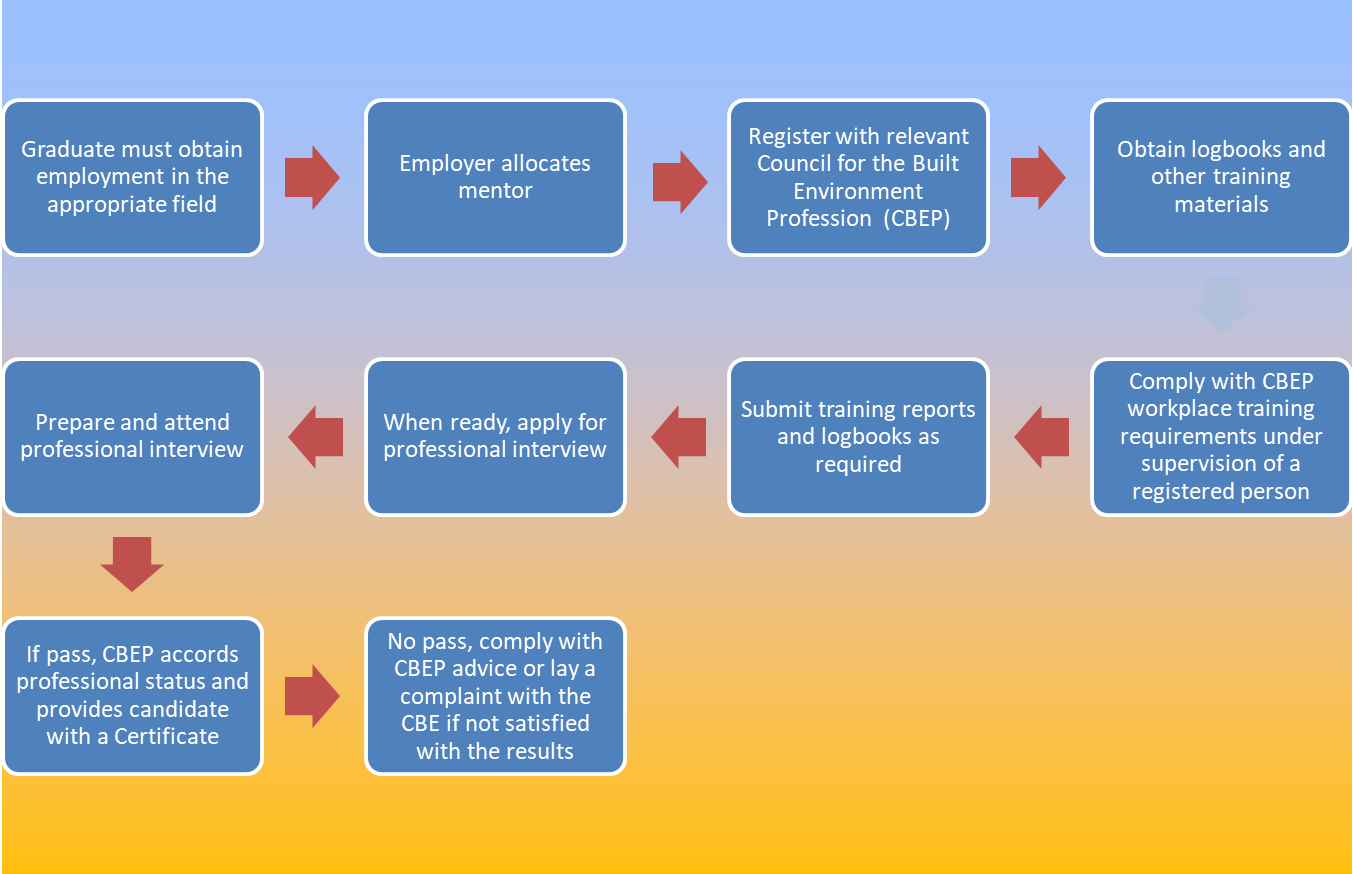 Graduate must obtain
employment in the
appropriate field
Employer allocates
mentor
Register with relevant
Council for the Built
Environment
Profession  (CBEP)
Obtain logbooks and
other training
materials
Comply with CBEP
workplace training
requirements under
supervision of a
registered person
Submit training reports
and logbooks as
required
When ready, apply for
professional interview
Prepare and attend
professional interview
If pass, CBEP accords
professional status and
provides candidate
with a Certificate
No pass, comply with
CBEP advice or lay a
complaint with the
CBE if not satisfied
with the results